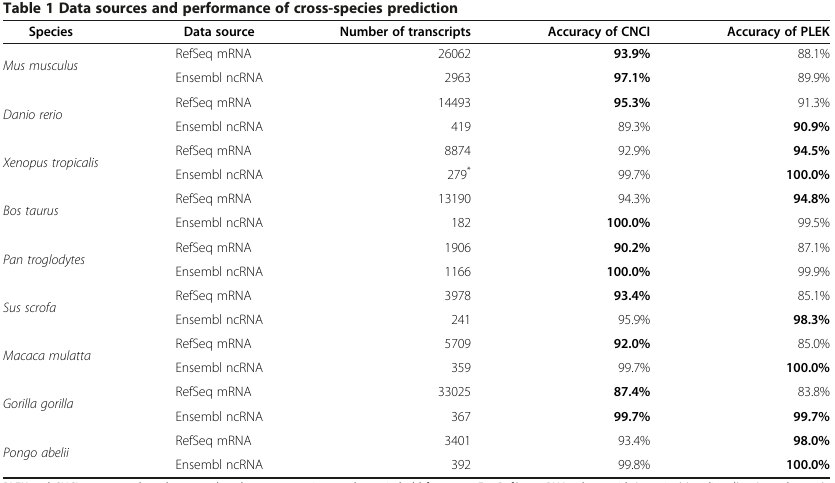 Table 1 Data sources and performance of cross-species prediction
Species Data source Number of transcripts Accuracy of CNCI Accuracy of PLEK
Mus musculus RefSeq mRNA 26062 93.9% 88.1%
Ensembl ncRNA 2963 97.1% 89.9%
Danio rerio RefSeq mRNA 14493 95.3% 91.3%
Ensembl ncRNA 419 89.3% 90.9%
Xenopus tropicalis RefSeq mRNA 8874 92.9% 94.5%
Ensembl ncRNA 279* 99.7% 100.0%
Bos taurus RefSeq mRNA 13190 94.3% 94.8%
Ensembl ncRNA 182 100.0% 99.5%
Pan troglodytes RefSeq mRNA 1906 90.2% 87.1%
Ensembl ncRNA 1166 100.0% 99.9%
Sus scrofa RefSeq mRNA 3978 93.4% 85.1%
Ensembl ncRNA 241 95.9% 98.3%
Macaca mulatta RefSeq mRNA 5709 92.0% 85.0%
Ensembl ncRNA 359 99.7% 100.0%
Gorilla gorilla RefSeq mRNA 33025 87.4% 83.8%
Ensembl ncRNA 367 99.7% 99.7%
Pongo abelii RefSeq mRNA 3401 93.4% 98.0%
Ensembl ncRNA 392 99.8% 100.0%